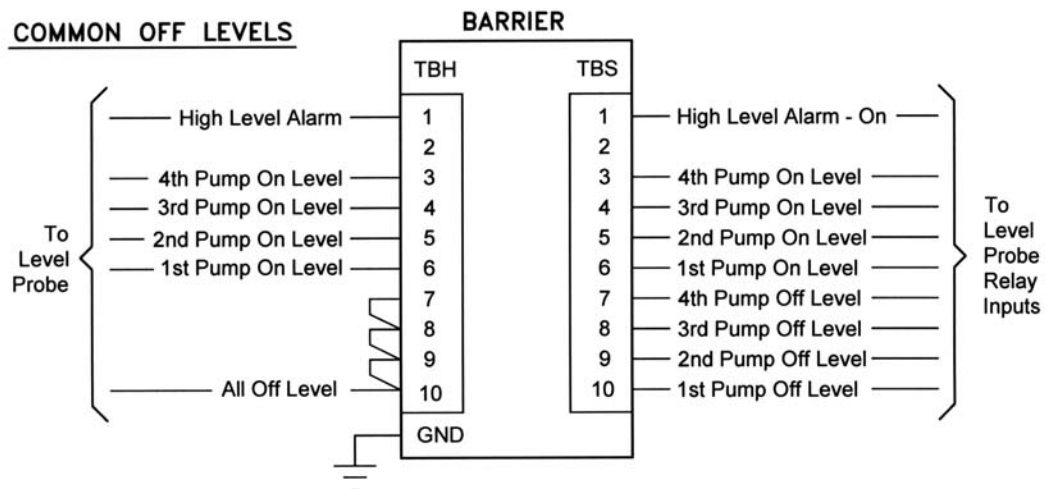 COMMON OFF LEVELS
BARRIER
TBH TBS
High Level Alarm 1 1 High Level Alarm - On
2 2
4th Pump On Level 3 3 4th Pump On Level
3rd Pump On Level 4 4 3rd Pump On Level
2nd Pump On Level 5 5 2nd Pump On Level
1st Pump On Level 6 6 1st Pump On Level
7 7 4th Pump Off Level
8 8 3rd Pump Off Level
9 9 2nd Pump Off Level
All Off Level 10 10 1st Pump Off Level
GND
To
Level
Probe
To
Level
Probe
Relay
Inputs